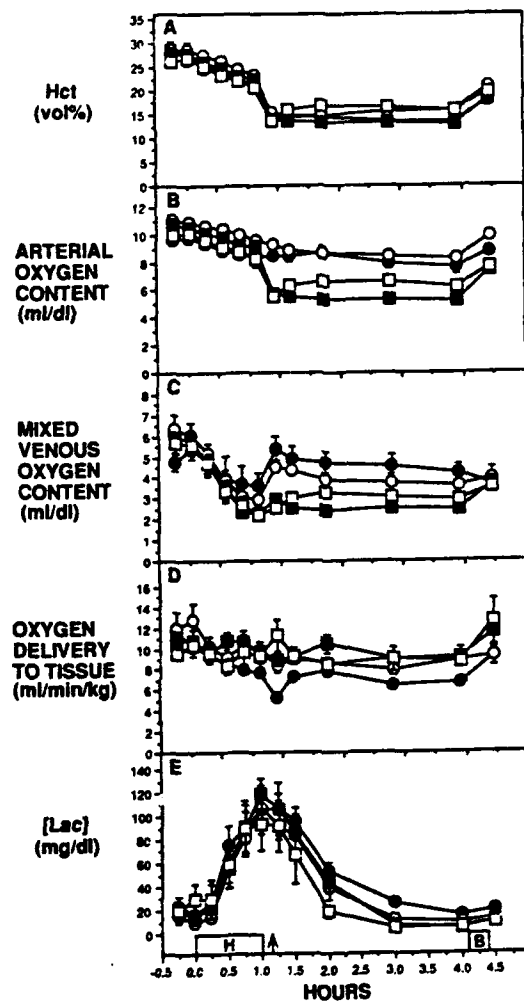 A
Hct
(vol%)
35
30
25
20
15
10
5
0
B
ARTERIAL
OXYGEN
CONTENT
(ml/dl)
12
10
8
6
4
2
0
C
MIXED
VENOUS
OXYGEN
CONTENT
(ml/dl)
8
7
6
5
4
3
2
1
0
D
OXYGEN
DELIVERY
TO TISSUE
(ml/min/kg)
16
14
12
10
8
6
4
2
0
E
[Lac]
(mg/dl)
140
120
100
80
60
40
20
0
H
A
B
-0.5 0.0 0.5 1.0 1.5 2.0 2.5 3.0 3.5 4.0 4.5
HOURS